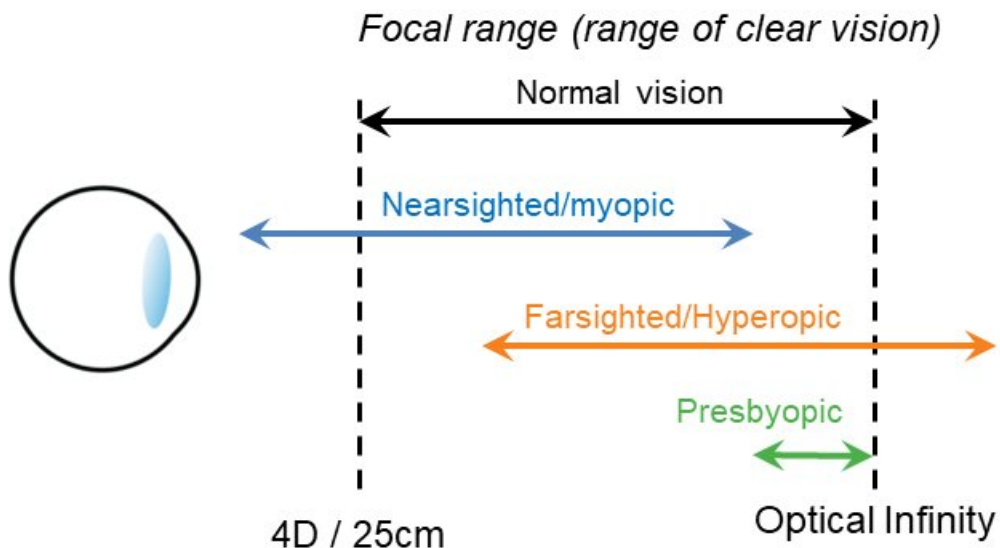 Focal range (range of clear vision)
Normal vision
Nearsighted/myopic
Farsighted/Hyperopic
Presbyopic
4D / 25cm
Optical Infinity